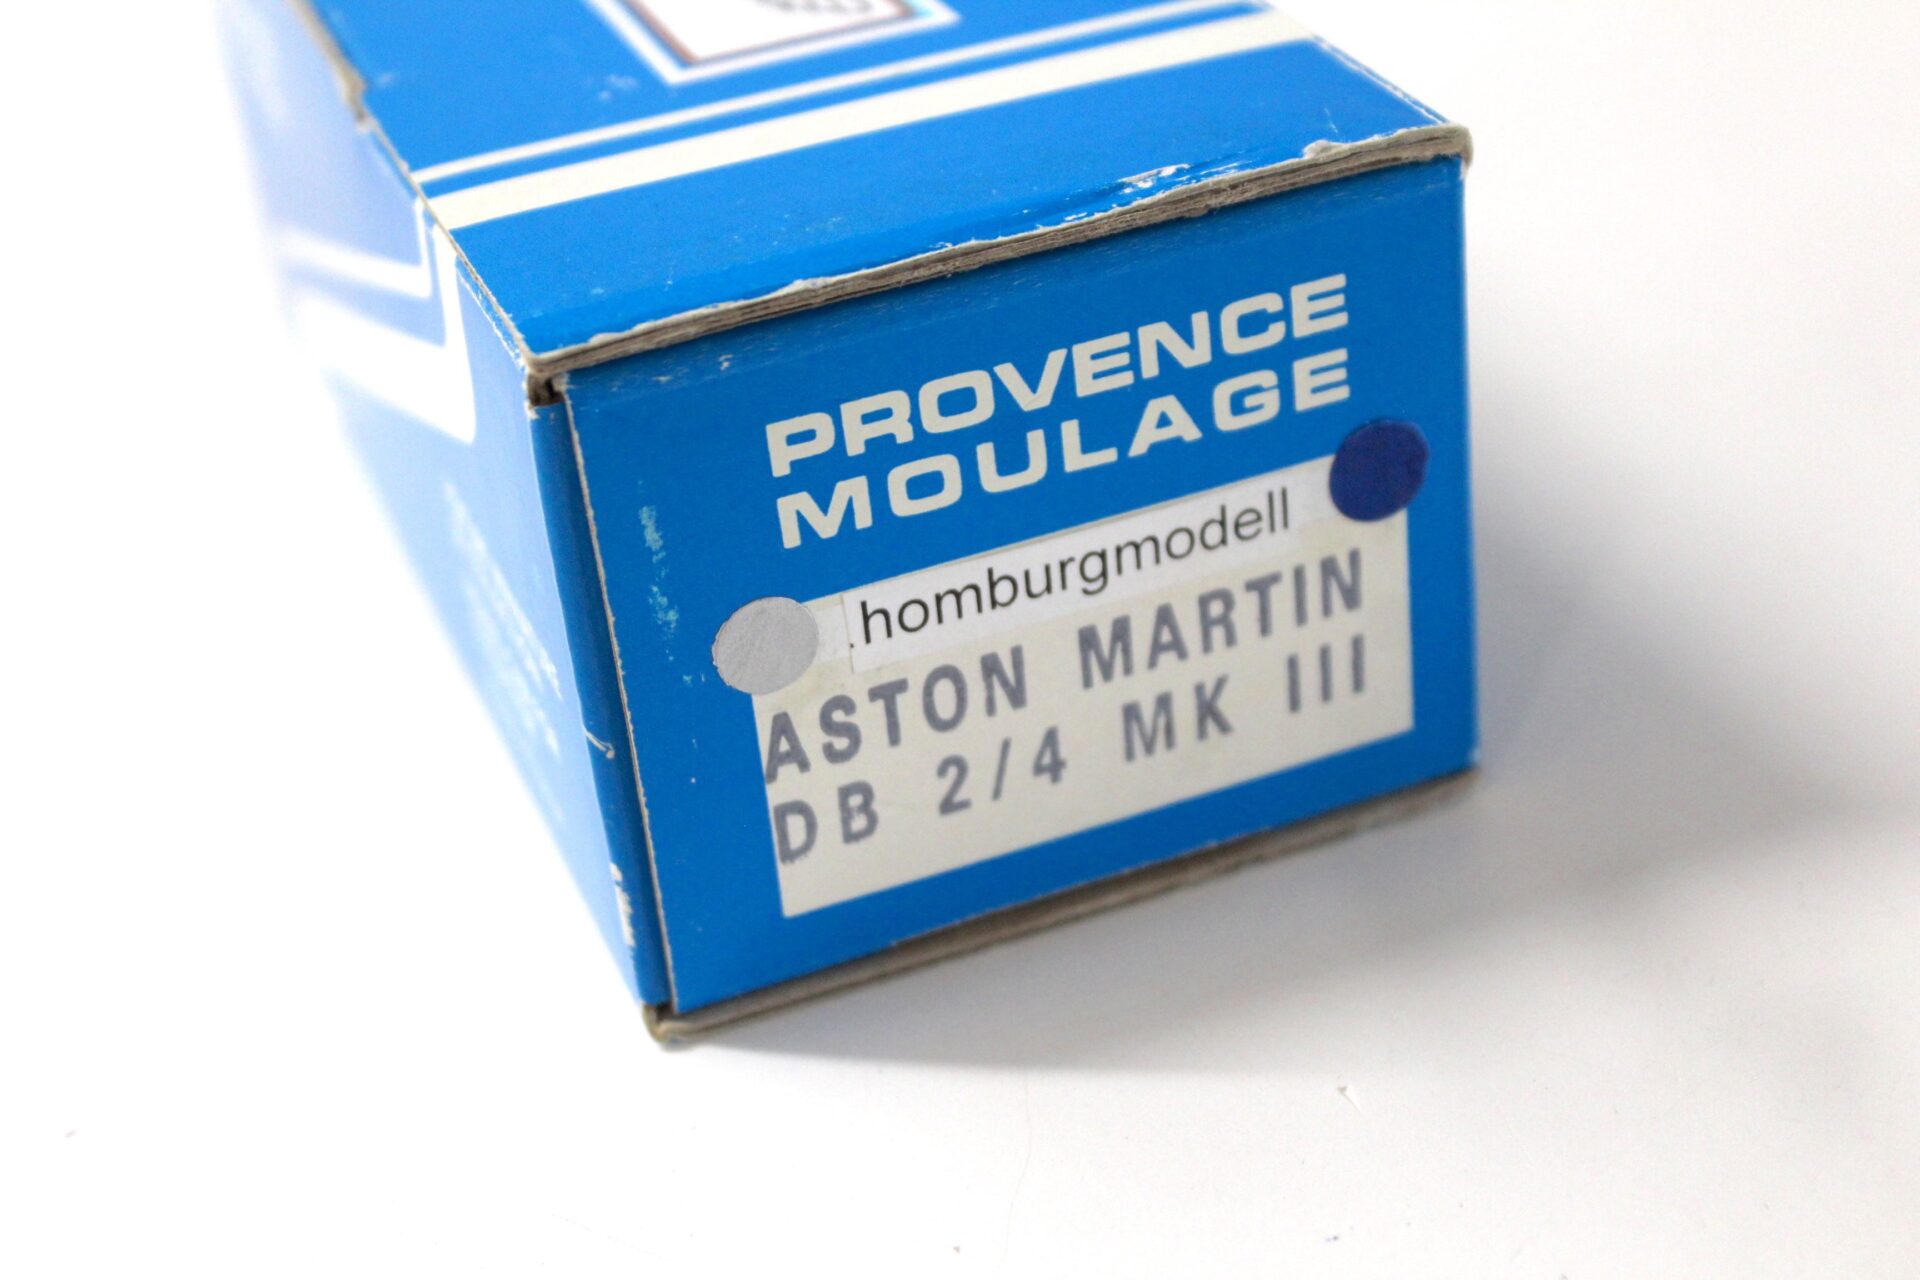 PROVENCE
MOULAGE
.homburgmodell
ASTON MARTIN
DB 2/4 MK III